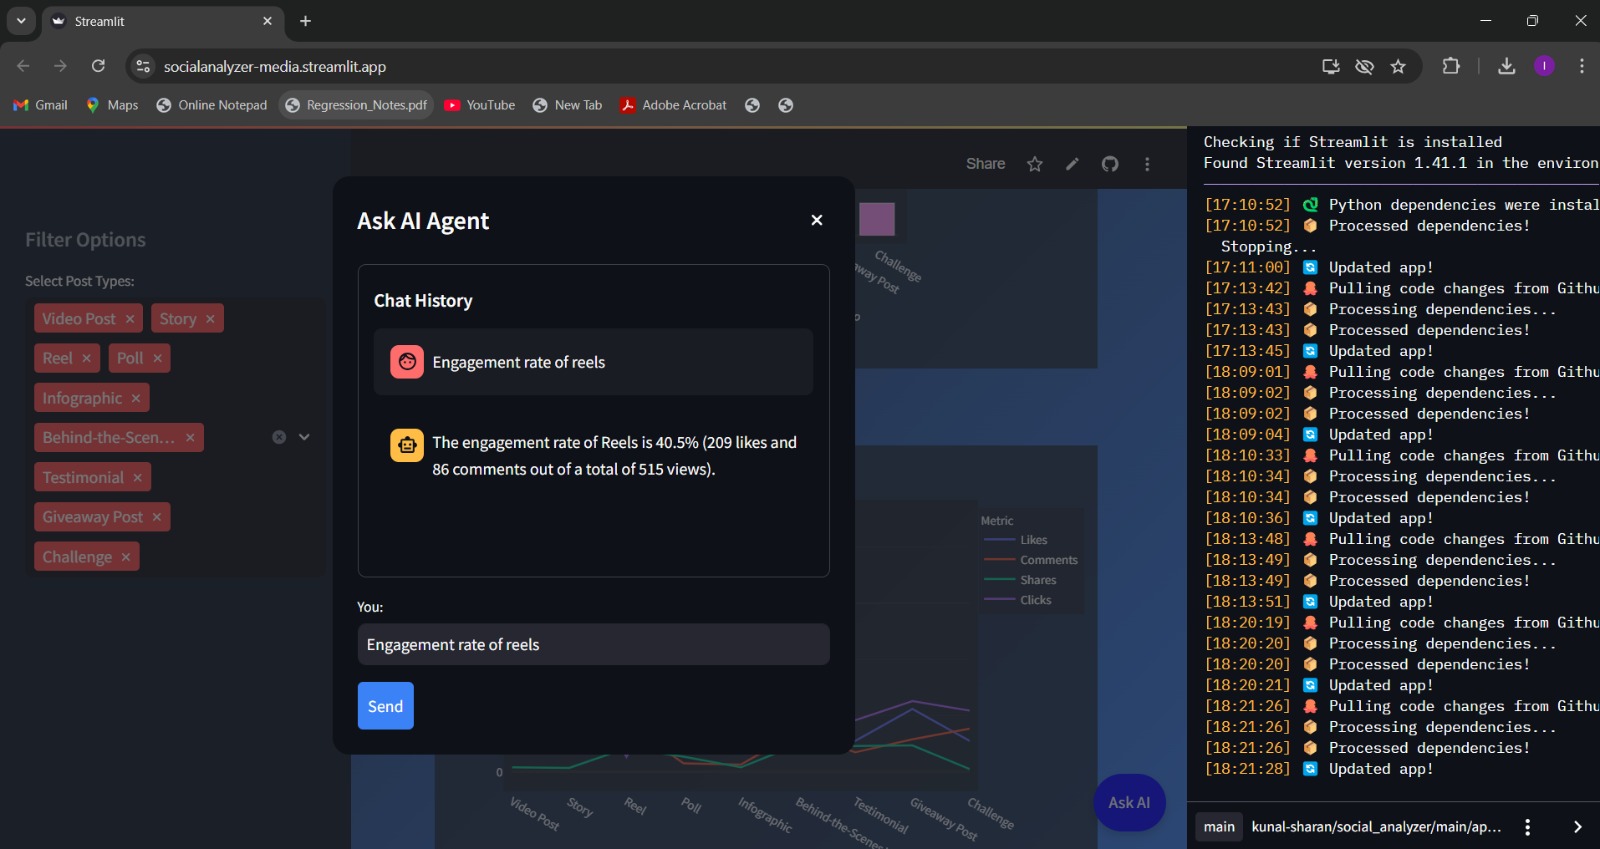 Streamlit
socialanalyzer-media.streamlit.app
Gmail
Maps
Online Notepad
Regression_Notes.pdf
YouTube
New Tab
Adobe Acrobat
Share
Filter Options
Select Post Types:
Video Post
Story
Reel
Poll
Infographic
Behind-the-Scen...
Testimonial
Giveaway Post
Challenge
Ask AI Agent
Chat History
Engagement rate of reels
The engagement rate of Reels is 40.5% (209 likes and
86 comments out of a total of 515 views).
You:
Engagement rate of reels
Send
Challenge
away Post
Metric
Likes
Comments
Shares
Clicks
0
Video Post
Story
Reel
Poll
Infographic
Behind-the-Scenes
Testimonial
Giveaway Post
Challenge
Ask AI
Checking if Streamlit is installed
Found Streamlit version 1.41.1 in the environ
[17:10:52] Python dependencies were instal
[17:10:52] Processed dependencies!
Stopping...
[17:11:00] Updated app!
[17:13:42] Pulling code changes from Githu
[17:13:43] Processing dependencies...
[17:13:43] Processed dependencies!
[17:13:45] Updated app!
[18:09:01] Pulling code changes from Githu
[18:09:02] Processing dependencies...
[18:09:02] Processed dependencies!
[18:09:04] Updated app!
[18:10:33] Pulling code changes from Githu
[18:10:34] Processing dependencies...
[18:10:34] Processed dependencies!
[18:10:36] Updated app!
[18:13:48] Pulling code changes from Githu
[18:13:49] Processing dependencies...
[18:13:49] Processed dependencies!
[18:13:51] Updated app!
[18:20:19] Pulling code changes from Githu
[18:20:20] Processing dependencies...
[18:20:20] Processed dependencies!
[18:20:21] Updated app!
[18:21:26] Pulling code changes from Githu
[18:21:26] Processing dependencies...
[18:21:26] Processed dependencies!
[18:21:28] Updated app!
main
kunal-sharan/social_analyzer/main/ap...